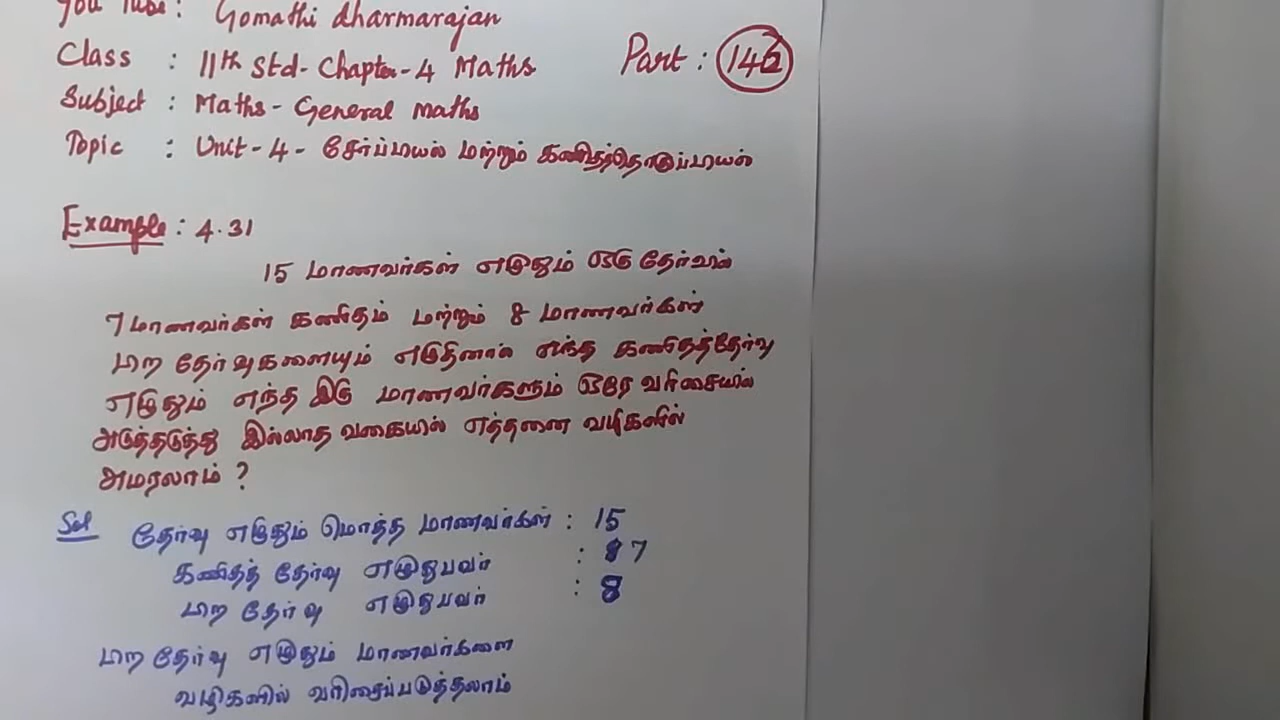 You Tube : Gomathi dharmarajan
Class : 11th Std - Chapter - 4 Maths Part : 142
Subject : Maths - General maths
Topic : Unit - 4 - சேர்ப்பியல் மற்றும் கணிதத்தொகுப்பியல்
Example : 4.31
15 மாணவர்கள் எழுதும் ஒரு தேர்வில்
7 மாணவர்கள் கணிதம் மற்றும் 8 மாணவர்கள்
பிற தேர்வுகளையும் எழுதினால் எந்த கணிதத்தேர்வு
எழுதும் எந்த இரு மாணவர்களும் ஒரே வரிசையில்
அடுத்தடுத்து இல்லாத வகையில் எத்தனை வழிகளில்
அமரலாம் ?
Sol தேர்வு எழுதும் மொத்த மாணவர்கள் : 15
கணிதத் தேர்வு எழுதுபவர் : 7
பிற தேர்வு எழுதுபவர் : 8
பிற தேர்வு எழுதும் மாணவர்களை
வழிகளில் வரிசைப்படுத்தலாம்